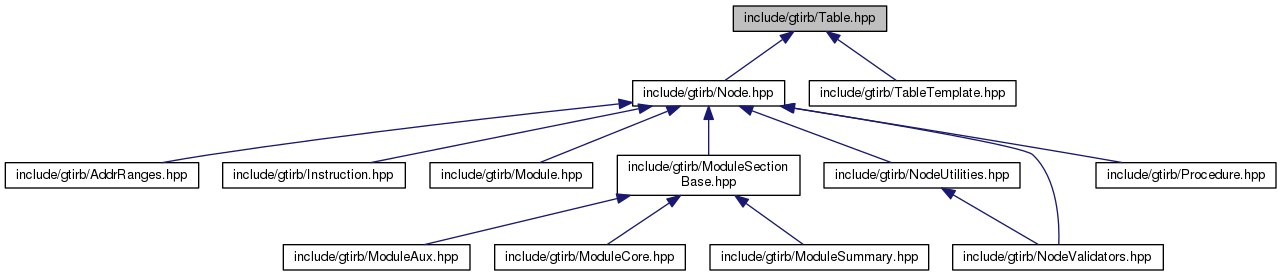 include/gtirb/Table.hpp
include/gtirb/Node.hpp
include/gtirb/TableTemplate.hpp
include/gtirb/AddrRanges.hpp
include/gtirb/Instruction.hpp
include/gtirb/Module.hpp
include/gtirb/ModuleSection
Base.hpp
include/gtirb/NodeUtilities.hpp
include/gtirb/Procedure.hpp
include/gtirb/ModuleAux.hpp
include/gtirb/ModuleCore.hpp
include/gtirb/ModuleSummary.hpp
include/gtirb/NodeValidators.hpp